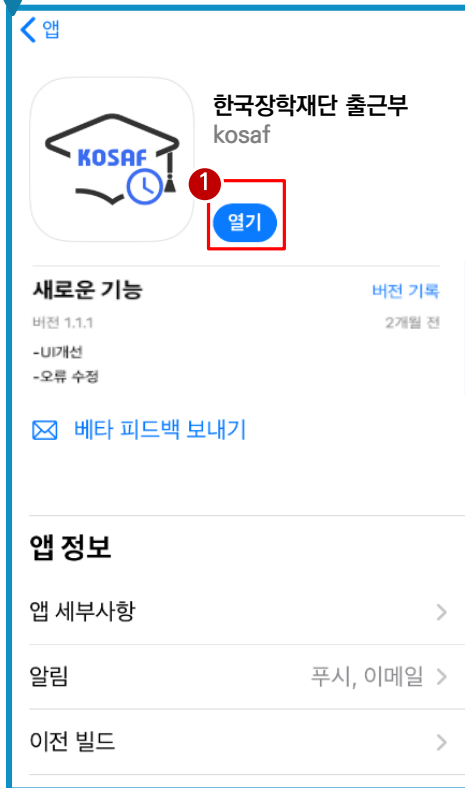 앱
KOSAF
한국장학재단 출근부
kosaf
1
열기
새로운 기능
버전 기록
버전 1.1.1
2개월 전
-UI개선
-오류 수정
베타 피드백 보내기
앱 정보
앱 세부사항
알림
푸시, 이메일
이전 빌드